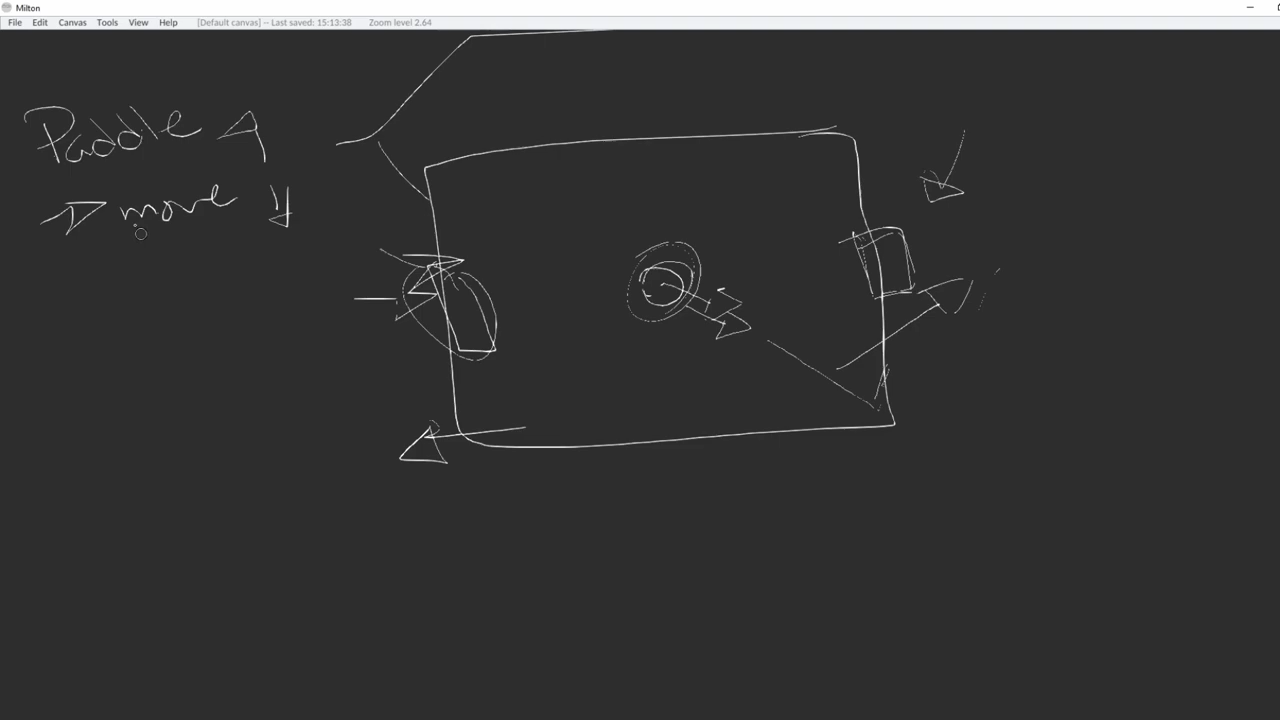 Milton
File Edit Canvas Tools View Help [Default canvas] -- Last saved: 15:13:38 Zoom level 2.64
Paddle
move